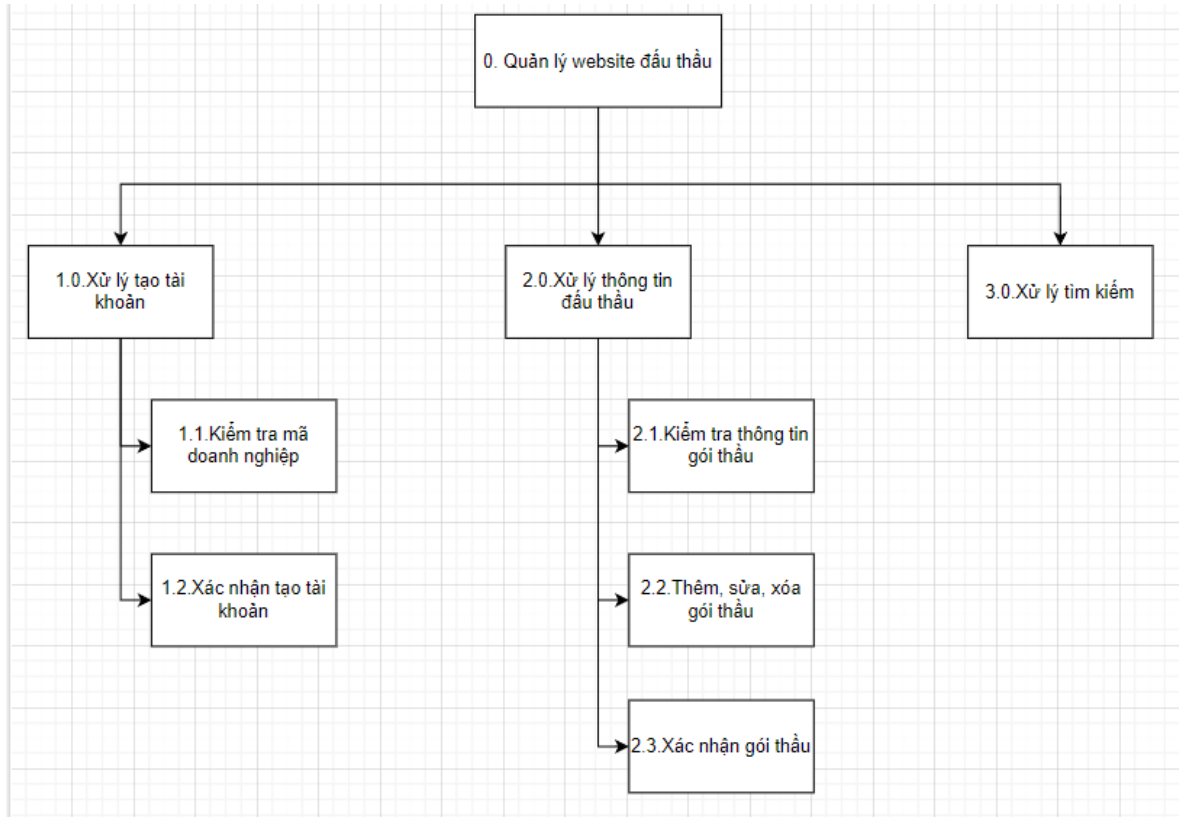 0. Quản lý website đấu thầu
1.0.Xử lý tạo tài
khoản
2.0.Xử lý thông tin
đấu thầu
3.0.Xử lý tìm kiếm
1.1.Kiểm tra mã
doanh nghiệp
2.1.Kiểm tra thông tin
gói thầu
1.2.Xác nhận tạo tài
khoản
2.2.Thêm, sửa, xóa
gói thầu
2.3.Xác nhận gói thầu